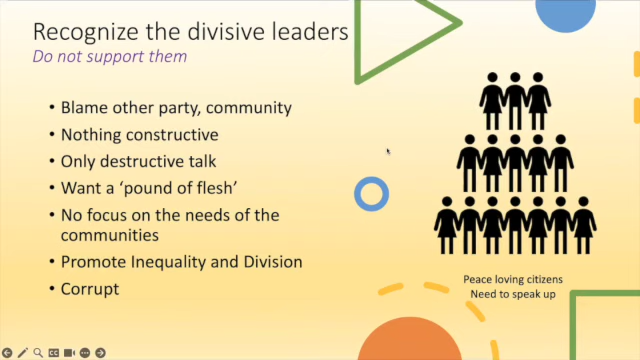 Recognize the divisive leaders
Do not support them
• Blame other party, community
• Nothing constructive
• Only destructive talk
• Want a ‘pound of flesh’
• No focus on the needs of the
communities
• Promote Inequality and Division
• Corrupt
Peace loving citizens
Need to speak up
CC